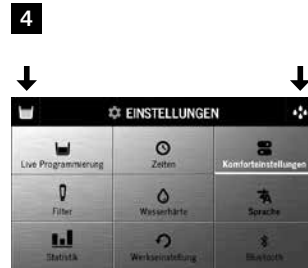 4
EINSTELLUNGEN
Live Programmierung Zeiten Komforteinstellungen
Filter Wasserhärte Sprache
Statistik Werkseinstellung Bluetooth